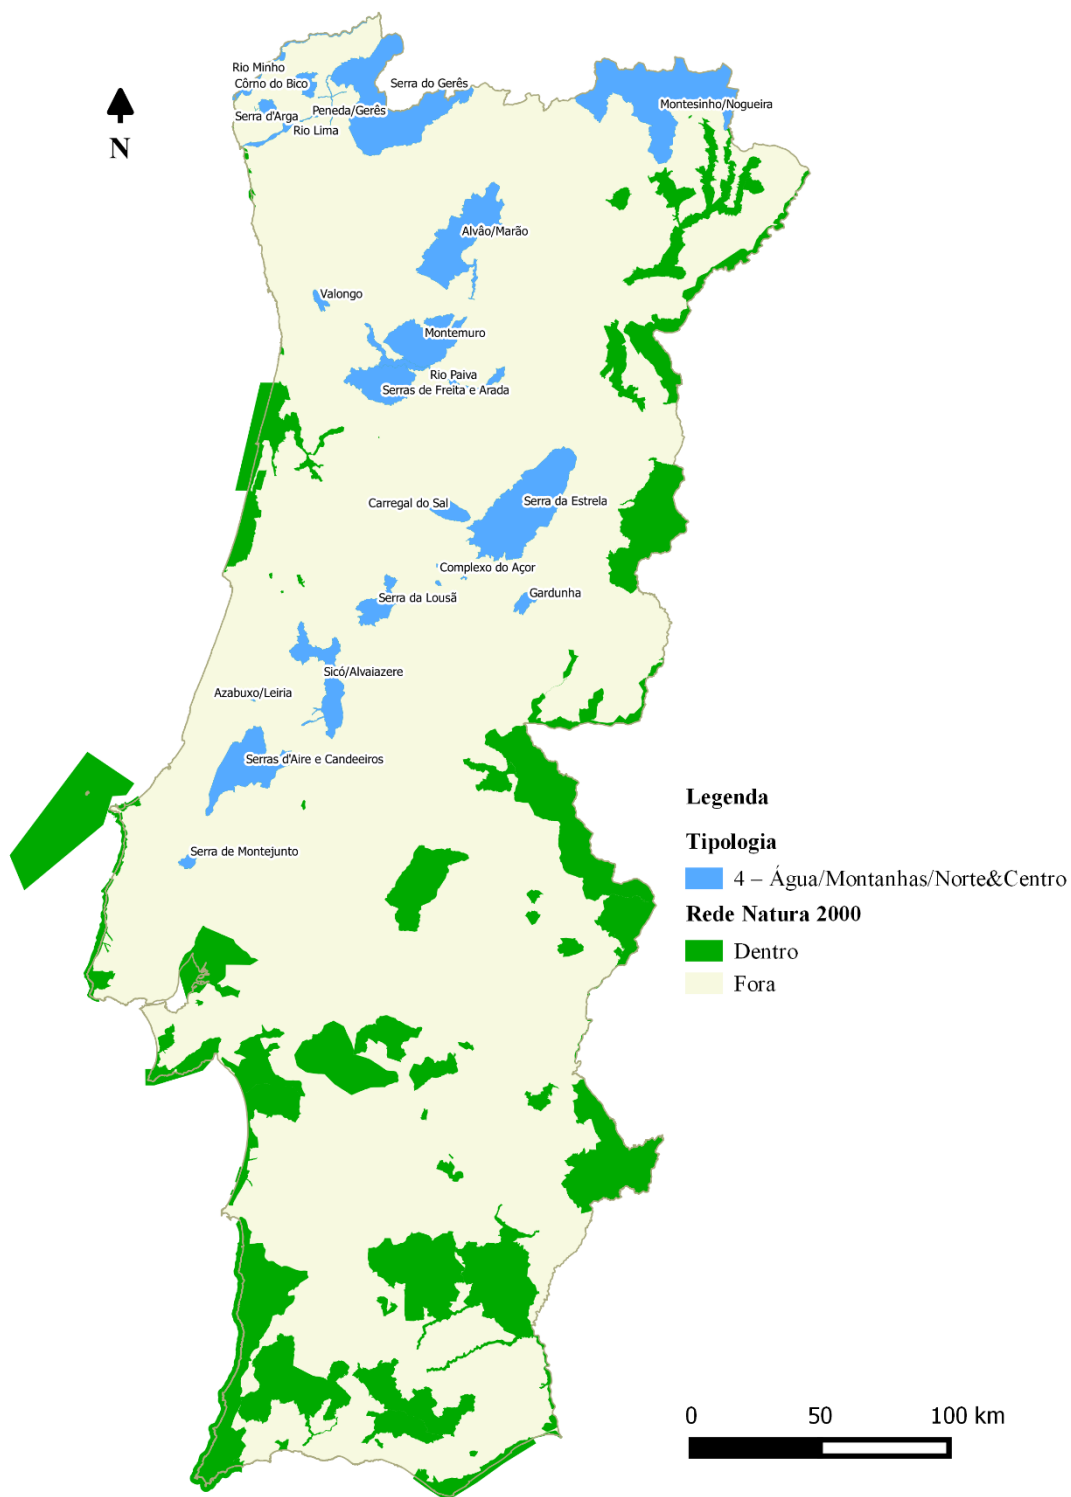 Rio Minho
Côrno do Bico
Serra do Gerês
Montesinho/Nogueira
Peneda/Gerês
Serra d'Arga
Rio Lima
N
Alvâo/Marão
Valongo
Montemuro
Rio Paiva
Serras de Freita e Arada
Carregal do Sal
Serra da Estrela
Complexo do Açor
Gardunha
Serra da Lousã
Sicó/Alvaiazere
Azabuxo/Leiria
Serras d'Aire e Candeeiros
Serra de Montejunto
Legenda
Tipologia
4 – Água/Montanhas/Norte&Centro
Rede Natura 2000
Dentro
Fora
0 50 100 km